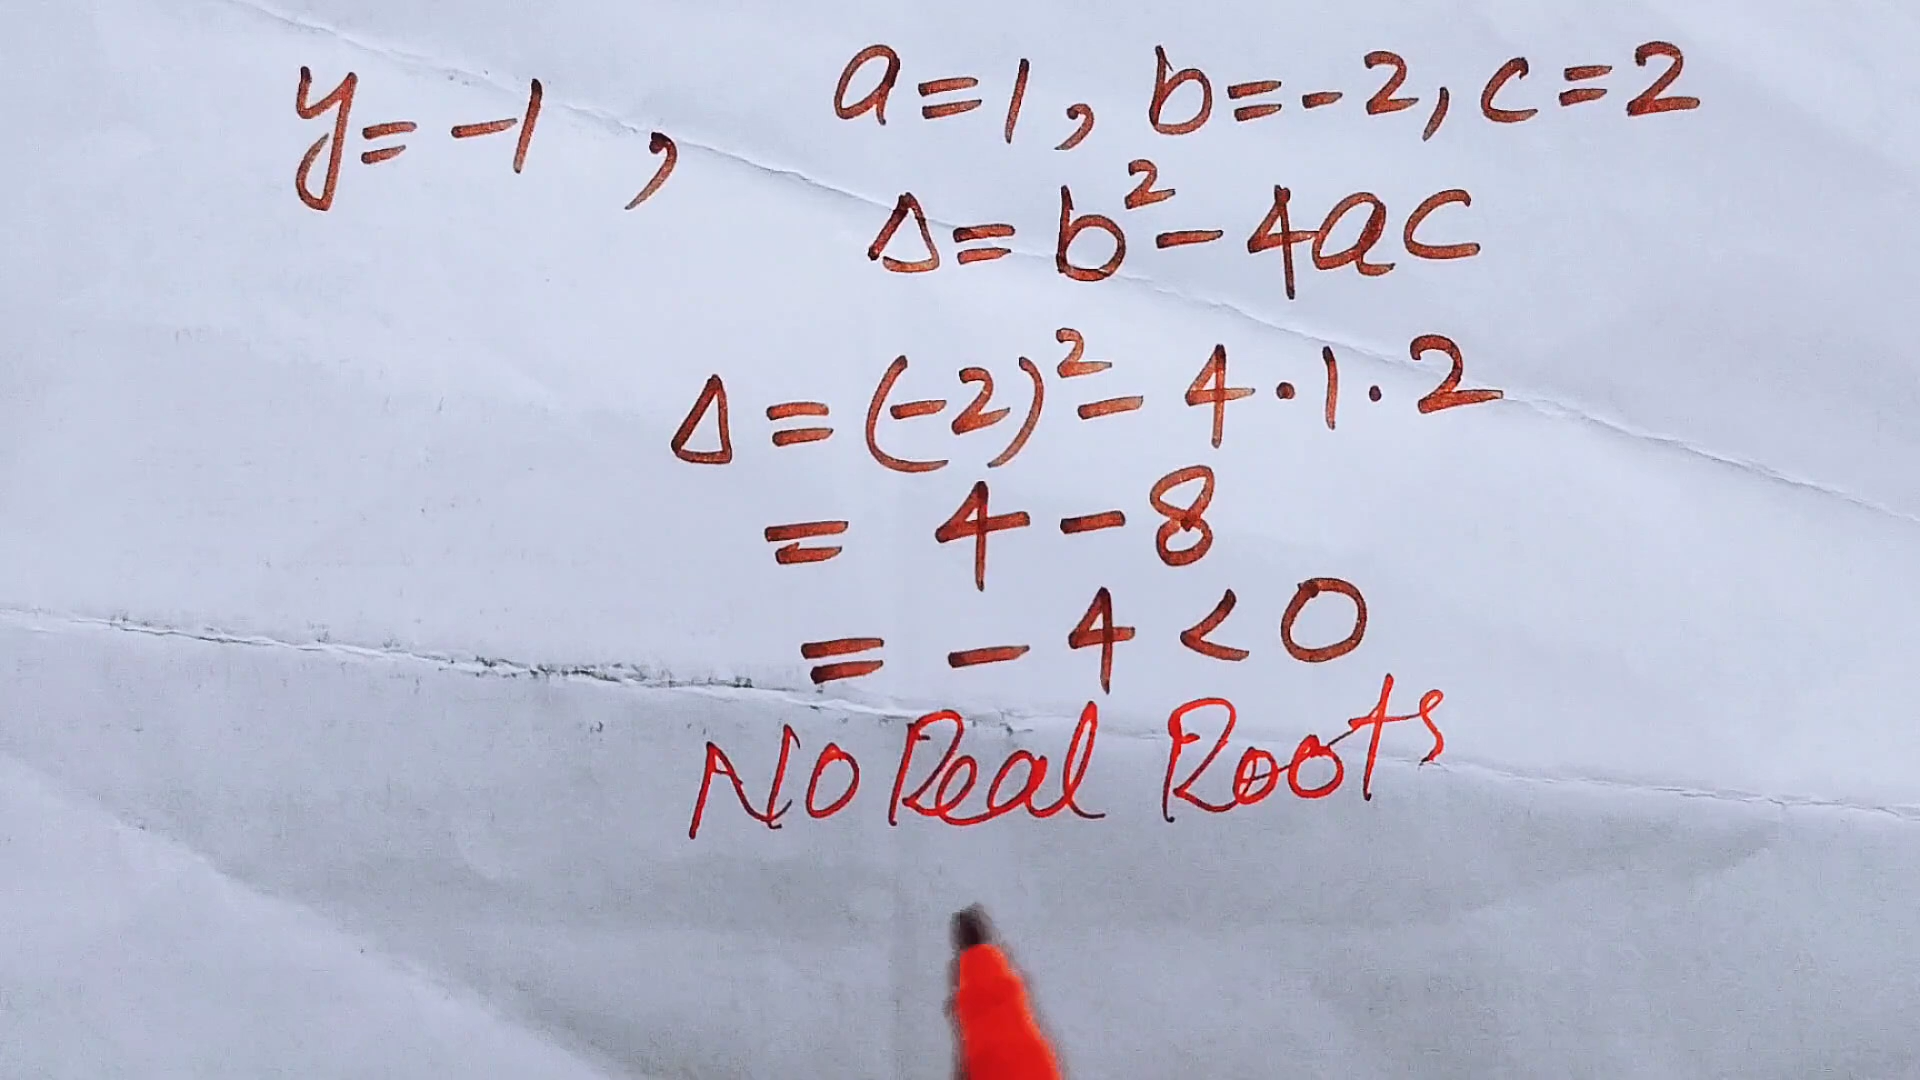 y = -1 , a = 1 , b = -2 , c = 2
Δ = b² - 4ac
Δ = (-2)² - 4 · 1 · 2
= 4 - 8
= - 4 < 0
No Real Roots